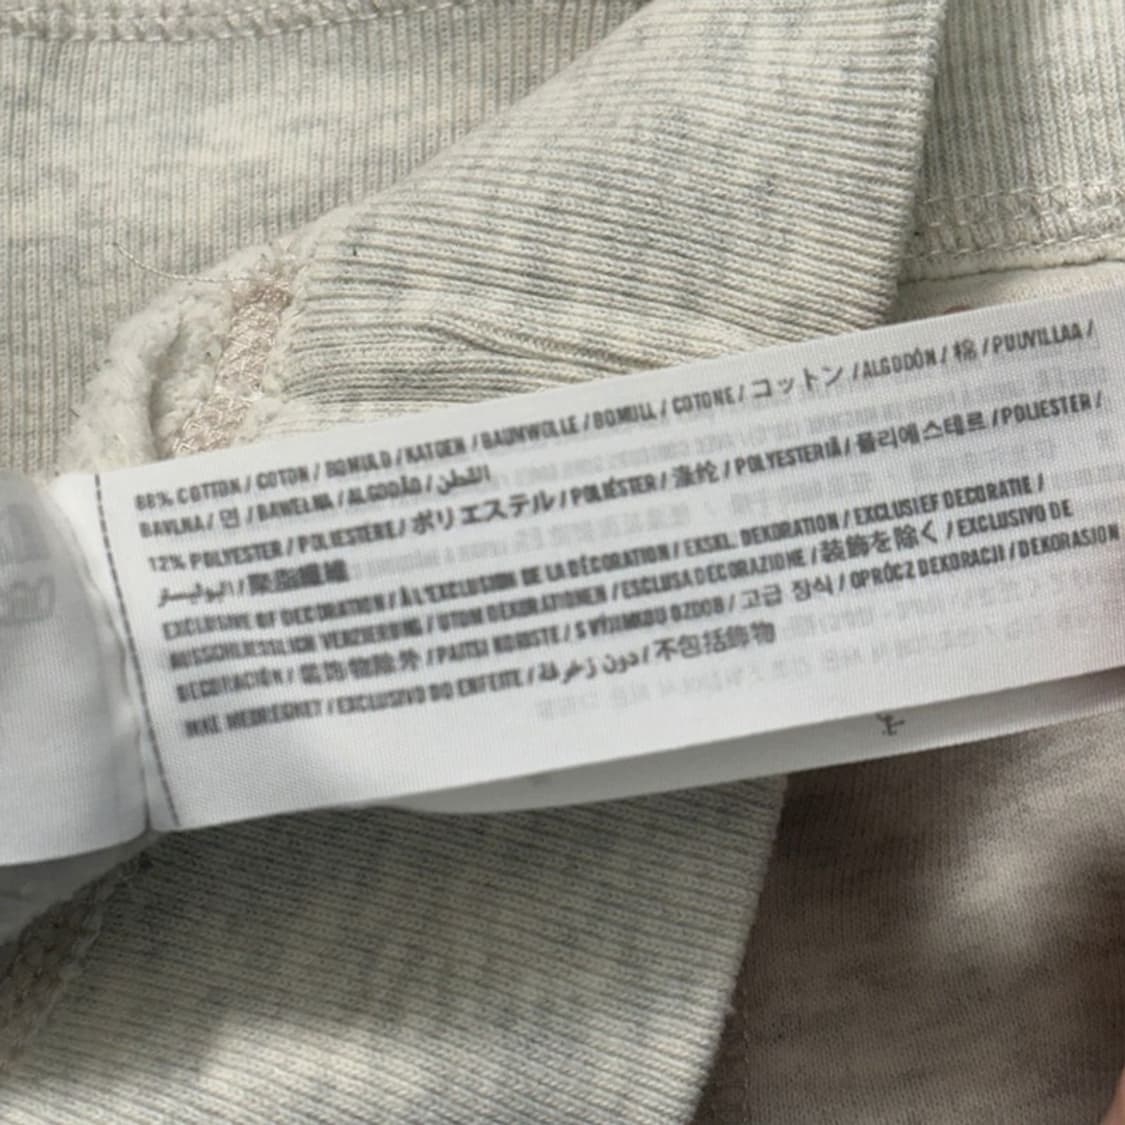 88% COTTON / COTON / BOMULD / KATOEN / BAUMWOLLE / BOMULL / COTONE / コットン / ALGODÓN / 棉 / PUUVILLAA /
BAVLNA / 면 / BAWEŁNA / ALGODÃO / القطن
12% POLYESTER / POLIESTERE / ポリエステル / POLIÉSTER / 涤纶 / POLYESTERIÄ / 폴리에스테르 / POLIESTER /
البوليستر / 聚脂纖維
EXCLUSIVE OF DECORATION / À L'EXCLUSION DE LA DÉCORATION / EKSKL. DEKORATION / EXCLUSIEF DECORATIE /
AUSSCHLIESSLICH VERZIERUNG / UTOM DEKORATIONEN / ESCLUSA DECORAZIONE / 装飾を除く / EXCLUSIVO DE
DECORACIÓN / 装饰物除外 / PAITSI KORISTE / S VÝJIMKOU OZDOB / 고급 장식 / OPRÓCZ DEKORACJI / DEKORASJON
IKKE MEDREGNET / EXCLUSIVO DO ENFEITE / دون زخرفة / 不包括飾物